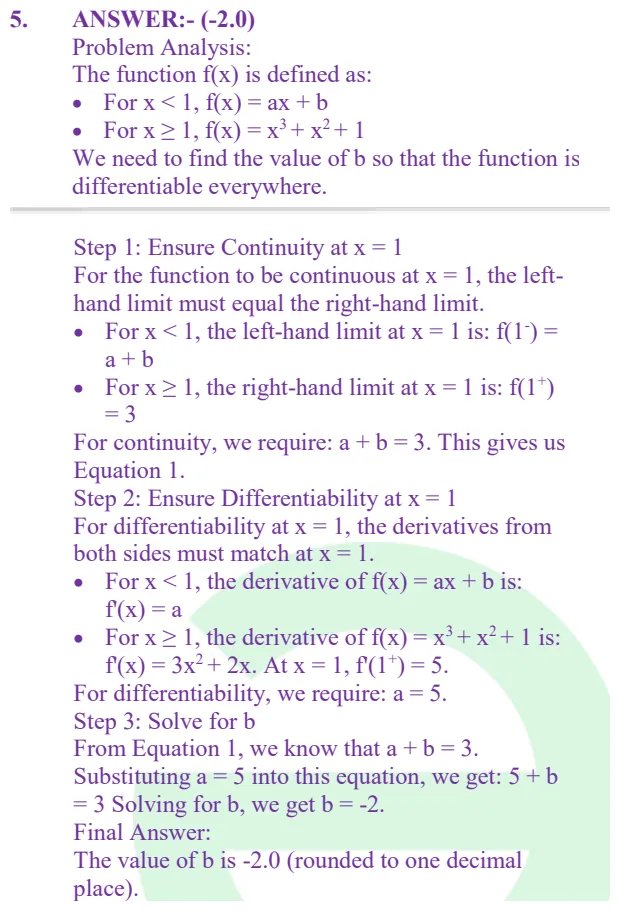 5. ANSWER:- (-2.0)
Problem Analysis:
The function f(x) is defined as:
• For x < 1, f(x) = ax + b
• For x ≥ 1, f(x) = x³ + x² + 1
We need to find the value of b so that the function is
differentiable everywhere.
Step 1: Ensure Continuity at x = 1
For the function to be continuous at x = 1, the left-
hand limit must equal the right-hand limit.
• For x < 1, the left-hand limit at x = 1 is: f(1⁻) =
a + b
• For x ≥ 1, the right-hand limit at x = 1 is: f(1⁺)
= 3
For continuity, we require: a + b = 3. This gives us
Equation 1.
Step 2: Ensure Differentiability at x = 1
For differentiability at x = 1, the derivatives from
both sides must match at x = 1.
• For x < 1, the derivative of f(x) = ax + b is:
f'(x) = a
• For x ≥ 1, the derivative of f(x) = x³ + x² + 1 is:
f'(x) = 3x² + 2x. At x = 1, f'(1⁺) = 5.
For differentiability, we require: a = 5.
Step 3: Solve for b
From Equation 1, we know that a + b = 3.
Substituting a = 5 into this equation, we get: 5 + b
= 3 Solving for b, we get b = -2.
Final Answer:
The value of b is -2.0 (rounded to one decimal
place).